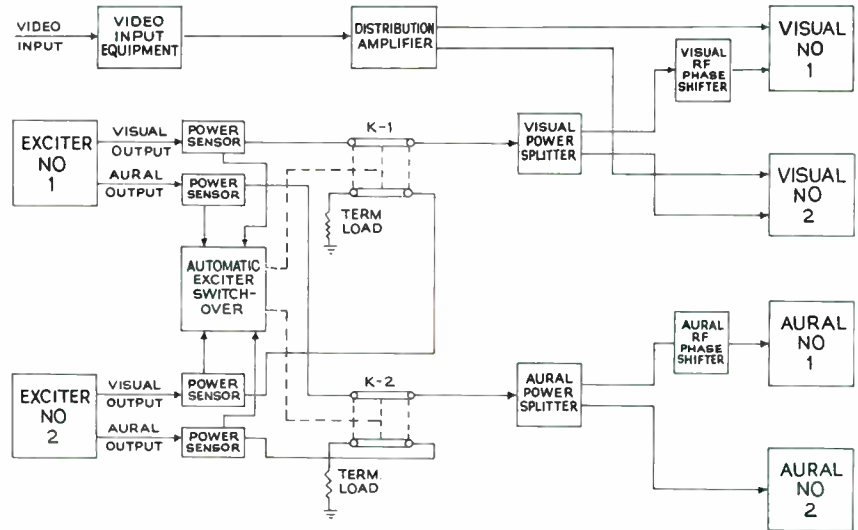 VIDEO
INPUT
VIDEO
INPUT
EQUIPMENT
DISTRIBUTION
AMPLIFIER
VISUAL
NO
1
VISUAL
RF
PHASE
SHIFTER
EXCITER
NO
1
VISUAL
OUTPUT
AURAL
OUTPUT
POWER
SENSOR
POWER
SENSOR
K-1
TERM
LOAD
VISUAL
POWER
SPLITTER
VISUAL
NO
2
AUTOMATIC
EXCITER
SWITCH-
OVER
EXCITER
NO
2
VISUAL
OUTPUT
AURAL
OUTPUT
POWER
SENSOR
POWER
SENSOR
K-2
TERM.
LOAD
AURAL
POWER
SPLITTER
AURAL
RF
PHASE
SHIFTER
AURAL
NO
1
AURAL
NO
2